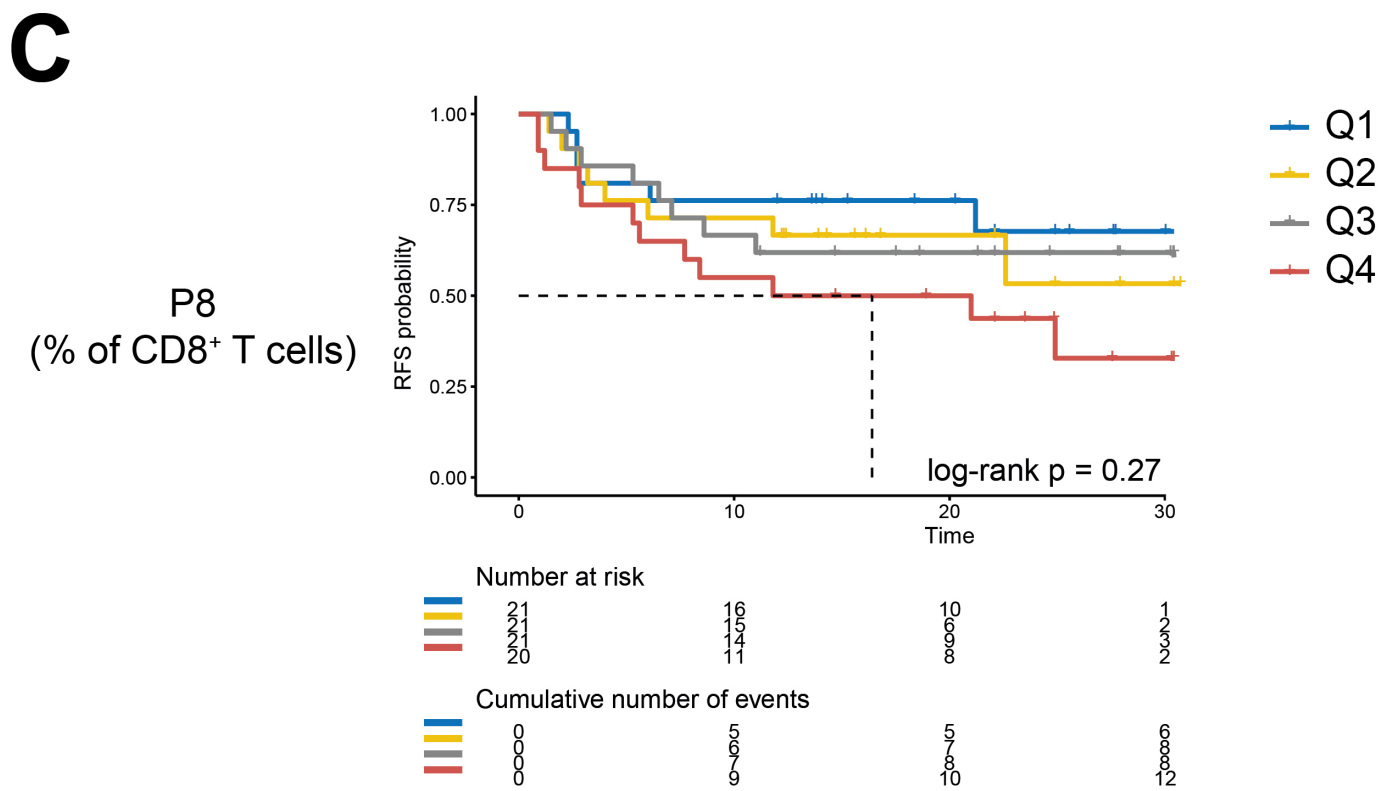 C
1.00
0.75
0.50
0.25
0.00
RFS probability
P8
(% of CD8⁺ T cells)
log-rank p = 0.27
0 10 20 30
Time
Q1
Q2
Q3
Q4
Number at risk
21 16 10 1
21 15 6 2
21 14 9 3
20 11 8 2
Cumulative number of events
0 5 5 6
0 6 7 8
0 7 8 8
0 9 10 12